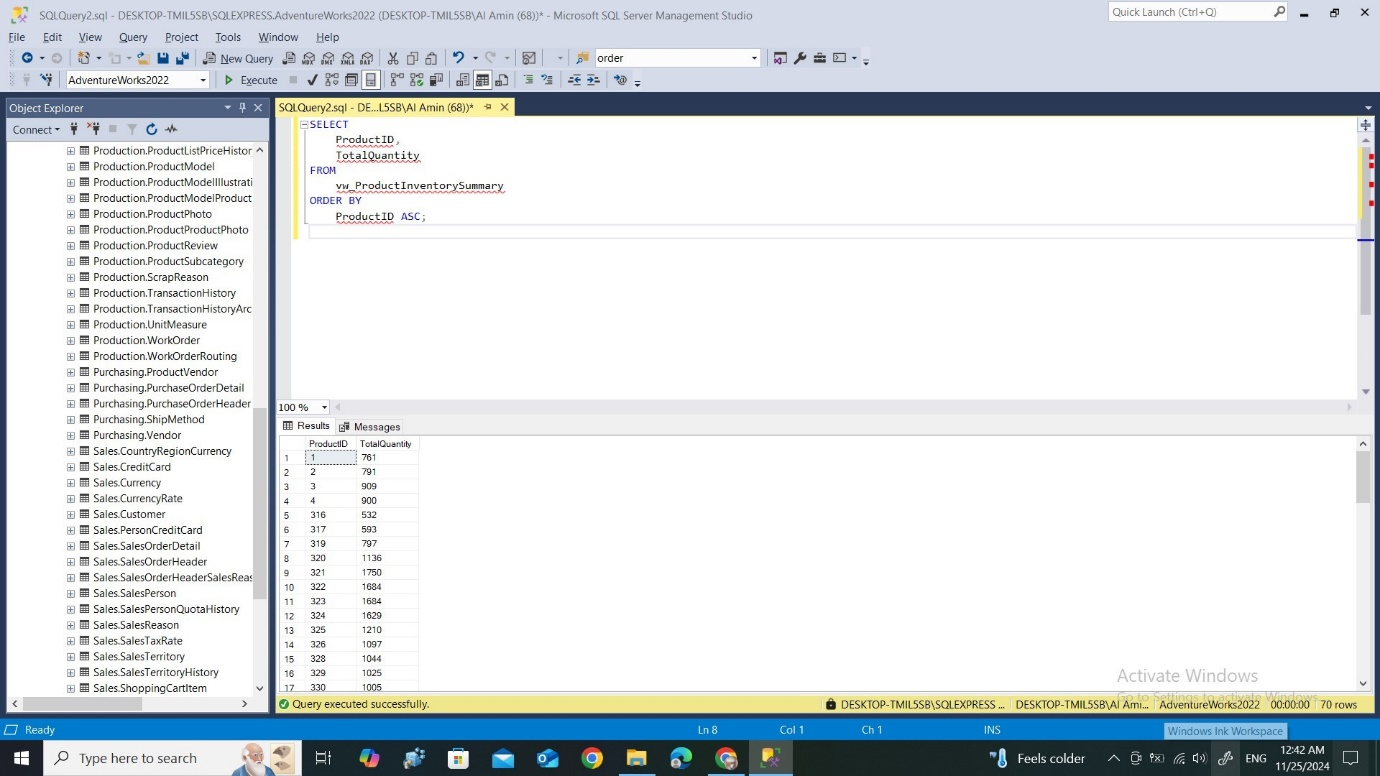 SQLQuery2.sql - DESKTOP-TMIL5SB\SQLEXPRESS.AdventureWorks2022 (DESKTOP-TMIL5SB\Al Amin (68))* - Microsoft SQL Server Management Studio
Quick Launch (Ctrl+Q)
File Edit View Query Project Tools Window Help
New Query
order
AdventureWorks2022
Execute
Object Explorer
Connect
Production.ProductListPriceHistor
Production.ProductModel
Production.ProductModelIllustrati
Production.ProductModelProduct
Production.ProductPhoto
Production.ProductProductPhoto
Production.ProductReview
Production.ProductSubcategory
Production.ScrapReason
Production.TransactionHistory
Production.TransactionHistoryArc
Production.UnitMeasure
Production.WorkOrder
Production.WorkOrderRouting
Purchasing.ProductVendor
Purchasing.PurchaseOrderDetail
Purchasing.PurchaseOrderHeader
Purchasing.ShipMethod
Purchasing.Vendor
Sales.CountryRegionCurrency
Sales.CreditCard
Sales.Currency
Sales.CurrencyRate
Sales.Customer
Sales.PersonCreditCard
Sales.SalesOrderDetail
Sales.SalesOrderHeader
Sales.SalesOrderHeaderSalesReas
Sales.SalesPerson
Sales.SalesPersonQuotaHistory
Sales.SalesReason
Sales.SalesTaxRate
Sales.SalesTerritory
Sales.SalesTerritoryHistory
Sales.ShoppingCartItem
SQLQuery2.sql - DE...L5SB\Al Amin (68))*
SELECT
ProductID,
TotalQuantity
FROM
vw_ProductInventorySummary
ORDER BY
ProductID ASC;
100 %
Results Messages
ProductID TotalQuantity
1 1 761
2 2 791
3 3 909
4 4 900
5 316 532
6 317 593
7 319 797
8 320 1136
9 321 1750
10 322 1684
11 323 1684
12 324 1629
13 325 1210
14 326 1097
15 328 1044
16 329 1025
17 330 1005
Activate Windows
Go to Settings to activate Windows.
Query executed successfully.
DESKTOP-TMIL5SB\SQLEXPRESS ... DESKTOP-TMIL5SB\Al Ami... AdventureWorks2022 00:00:00 70 rows
Ready
Ln 8 Col 1 Ch 1 INS
Windows Ink Workspace
Type here to search
Feels colder
ENG
12:42 AM
11/25/2024